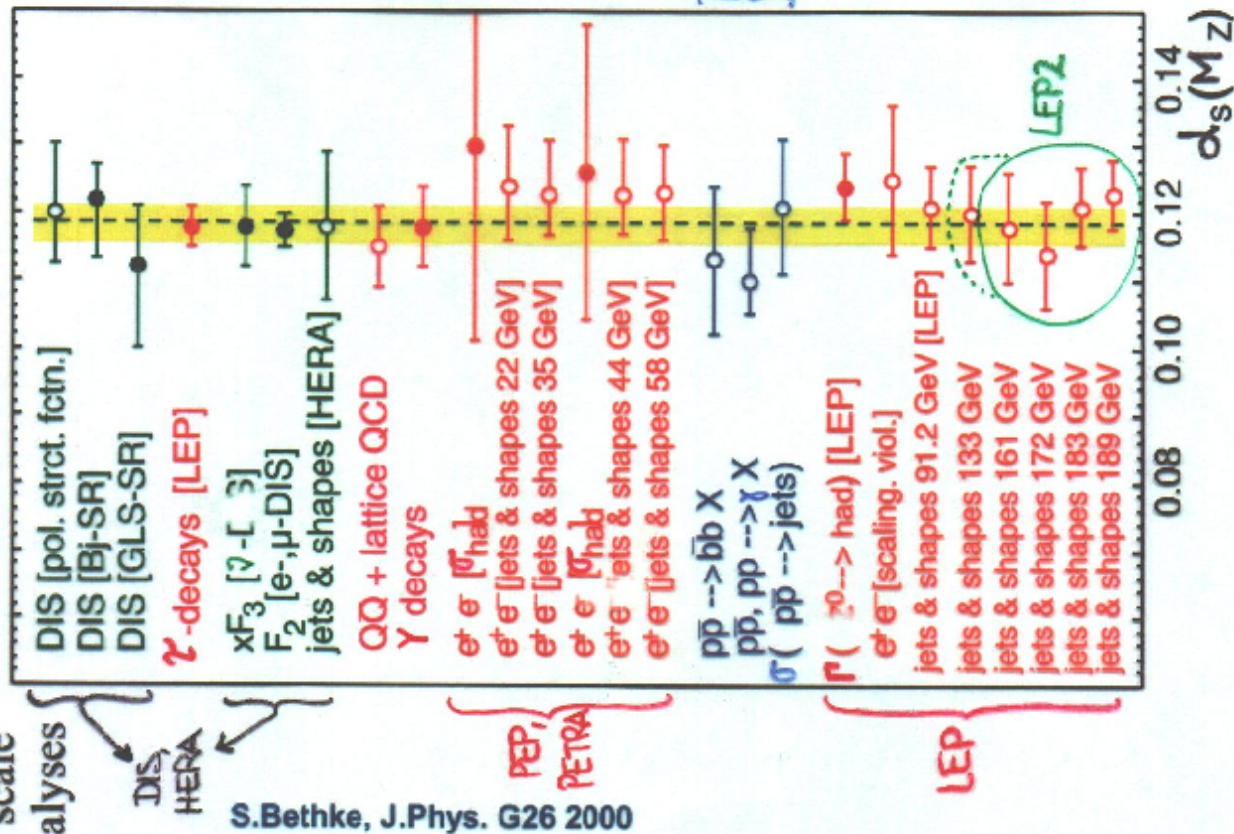 scale
alyses
DIS,
HERA
DIS [pol. strct. fctn.]
DIS [Bj-SR]
DIS [GLS-SR]
τ-decays [LEP]
xF₃ [ν-
F₂ [e-,μ-DIS]
jets & shapes [HERA]
QQ̄ + lattice QCD
Υ decays
PEP,
PETRA
e⁺ e⁻ [σhad]
e⁺ e⁻ [jets & shapes 22 GeV]
e⁺ e⁻ [jets & shapes 35 GeV]
e⁺ e⁻ [σhad]
e⁺ e⁻ [jets & shapes 44 GeV]
e⁺ e⁻ [jets & shapes 58 GeV]
pp̄ --> bb̄ X
pp̄, pp --> γ X
σ( pp̄ --> jets)
LEP
Γ( Z⁰--> had) [LEP]
e⁺ e⁻ [scaling. viol.]
jets & shapes 91.2 GeV [LEP]
jets & shapes 133 GeV
jets & shapes 161 GeV
jets & shapes 172 GeV
jets & shapes 183 GeV
jets & shapes 189 GeV
LEP2
0.08 0.10 0.12 0.14
αs(MZ)
S.Bethke, J.Phys. G26 2000